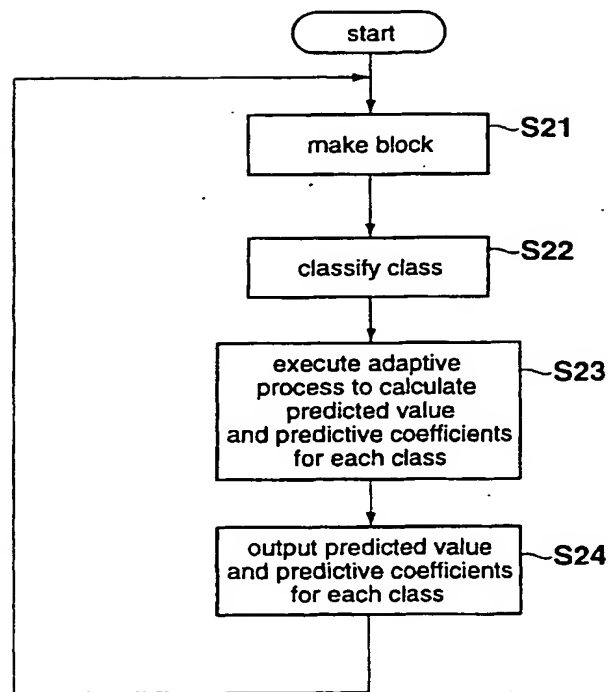 start
make block
S21
classify class
S22
execute adaptive
process to calculate
predicted value
and predictive coefficients
for each class
S23
output predicted value
and predictive coefficients
for each class
S24